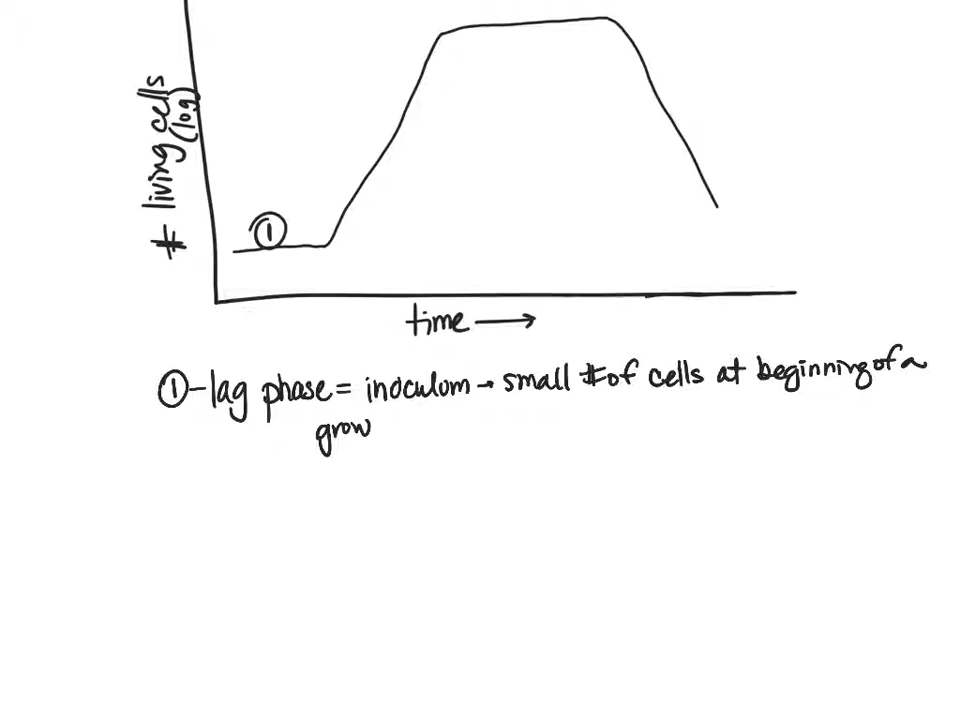 # living cells
(log)
①
time →
①-lag phase = inoculum → small # of cells at beginning of a
grow